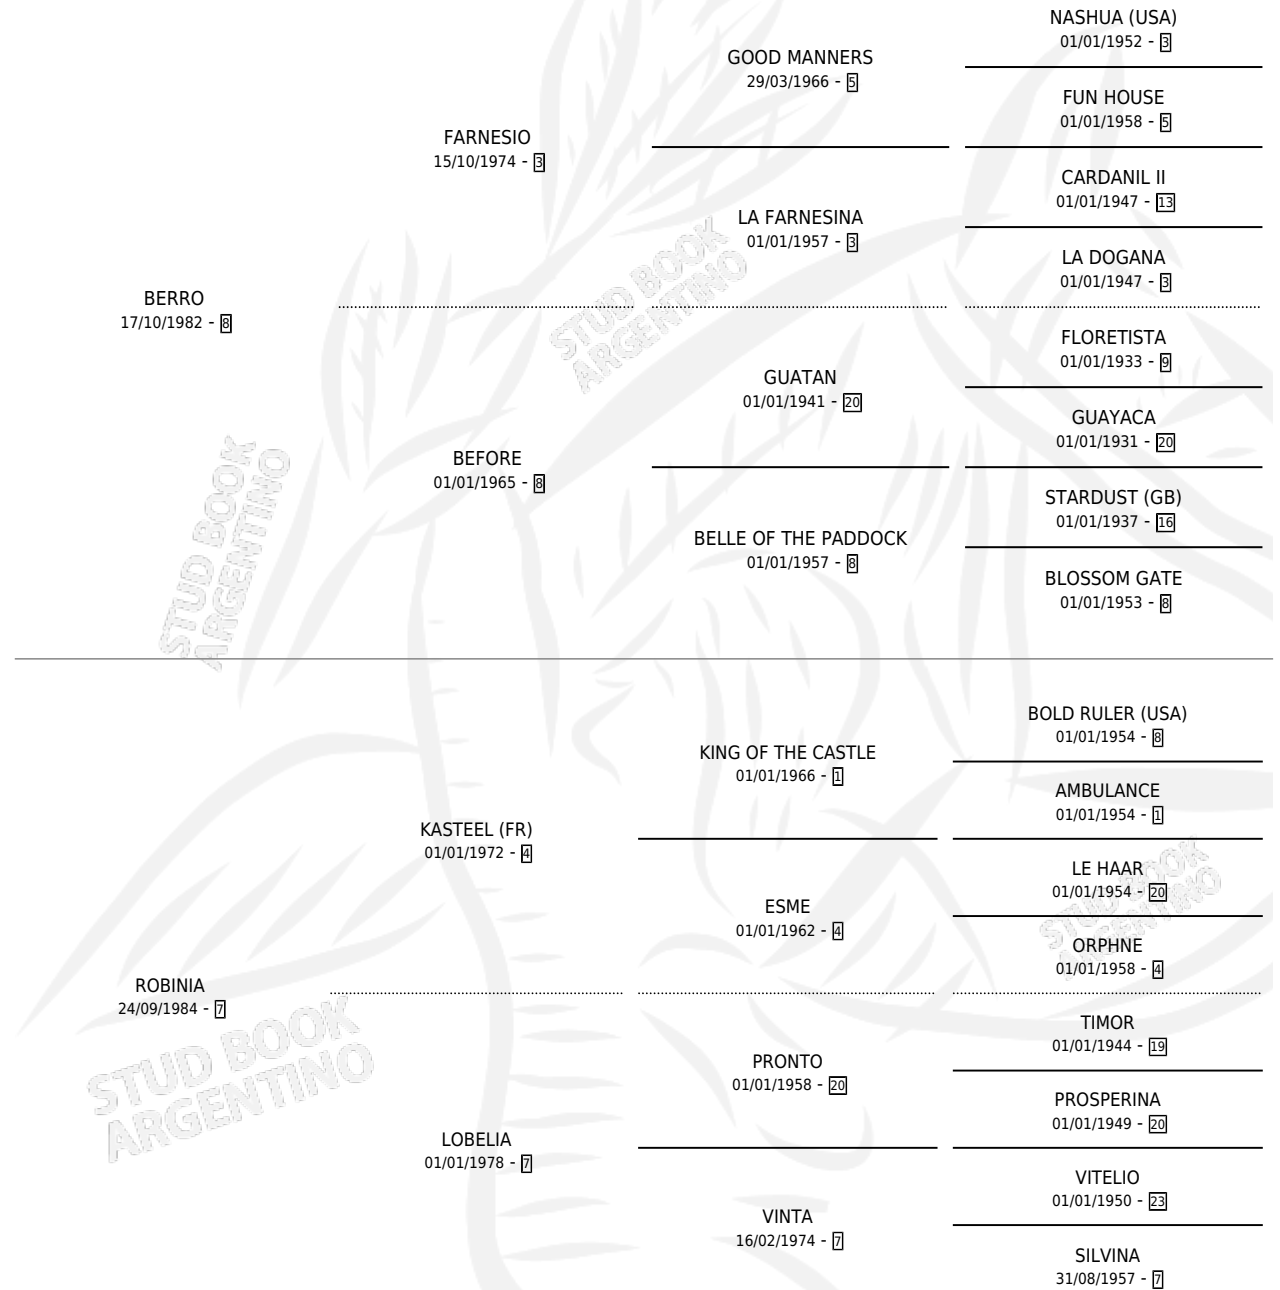 NASHUA (USA)
01/01/1952 - 3
GOOD MANNERS
29/03/1966 - 5
FUN HOUSE
01/01/1958 - 5
FARNESIO
15/10/1974 - 3
CARDANIL II
01/01/1947 - 13
LA FARNESINA
01/01/1957 - 3
LA DOGANA
01/01/1947 - 3
BERRO
17/10/1982 - 8
FLORETISTA
01/01/1933 - 9
GUATAN
01/01/1941 - 20
GUAYACA
01/01/1931 - 20
BEFORE
01/01/1965 - 8
STARDUST (GB)
01/01/1937 - 16
BELLE OF THE PADDOCK
01/01/1957 - 8
BLOSSOM GATE
01/01/1953 - 8
BOLD RULER (USA)
01/01/1954 - 8
KING OF THE CASTLE
01/01/1966 - 1
AMBULANCE
01/01/1954 - 1
KASTEEL (FR)
01/01/1972 - 4
LE HAAR
01/01/1954 - 20
ESME
01/01/1962 - 4
ORPHNE
01/01/1958 - 4
ROBINIA
24/09/1984 - 7
TIMOR
01/01/1944 - 19
PRONTO
01/01/1958 - 20
PROSPERINA
01/01/1949 - 20
LOBELIA
01/01/1978 - 7
VITELIO
01/01/1950 - 23
VINTA
16/02/1974 - 7
SILVINA
31/08/1957 - 7
STUD BOOK
ARGENTINO
STUD BOOK
ARGENTINO
STUD BOOK
ARGENTINO
STUD BOOK
ARGENTINO